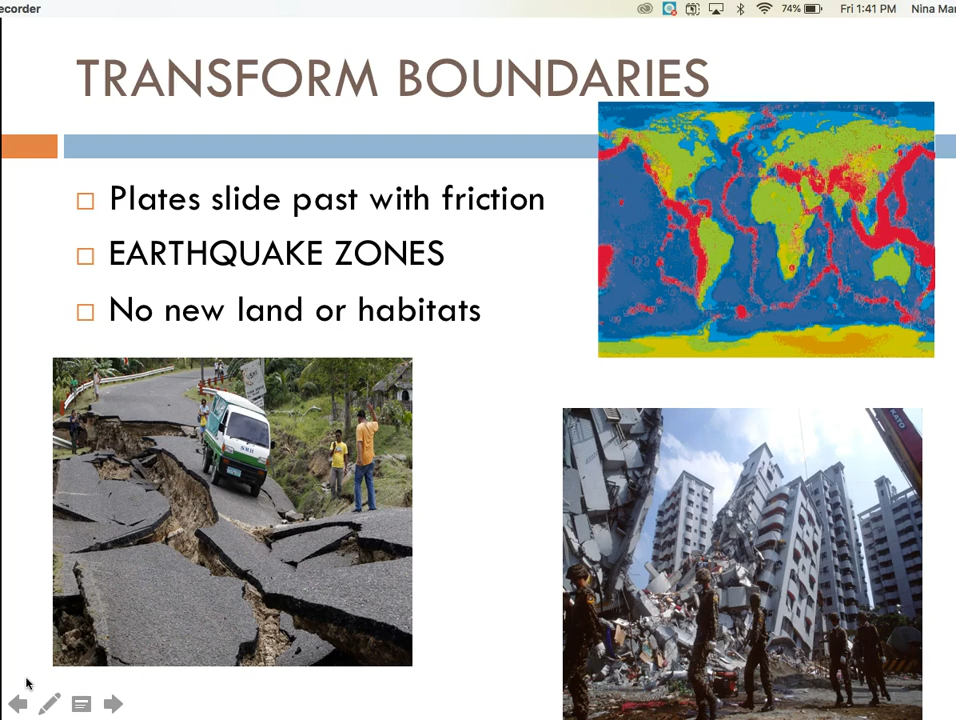 ecorder
74%
Fri 1:41 PM
Nina Mar
TRANSFORM BOUNDARIES
Plates slide past with friction
EARTHQUAKE ZONES
No new land or habitats